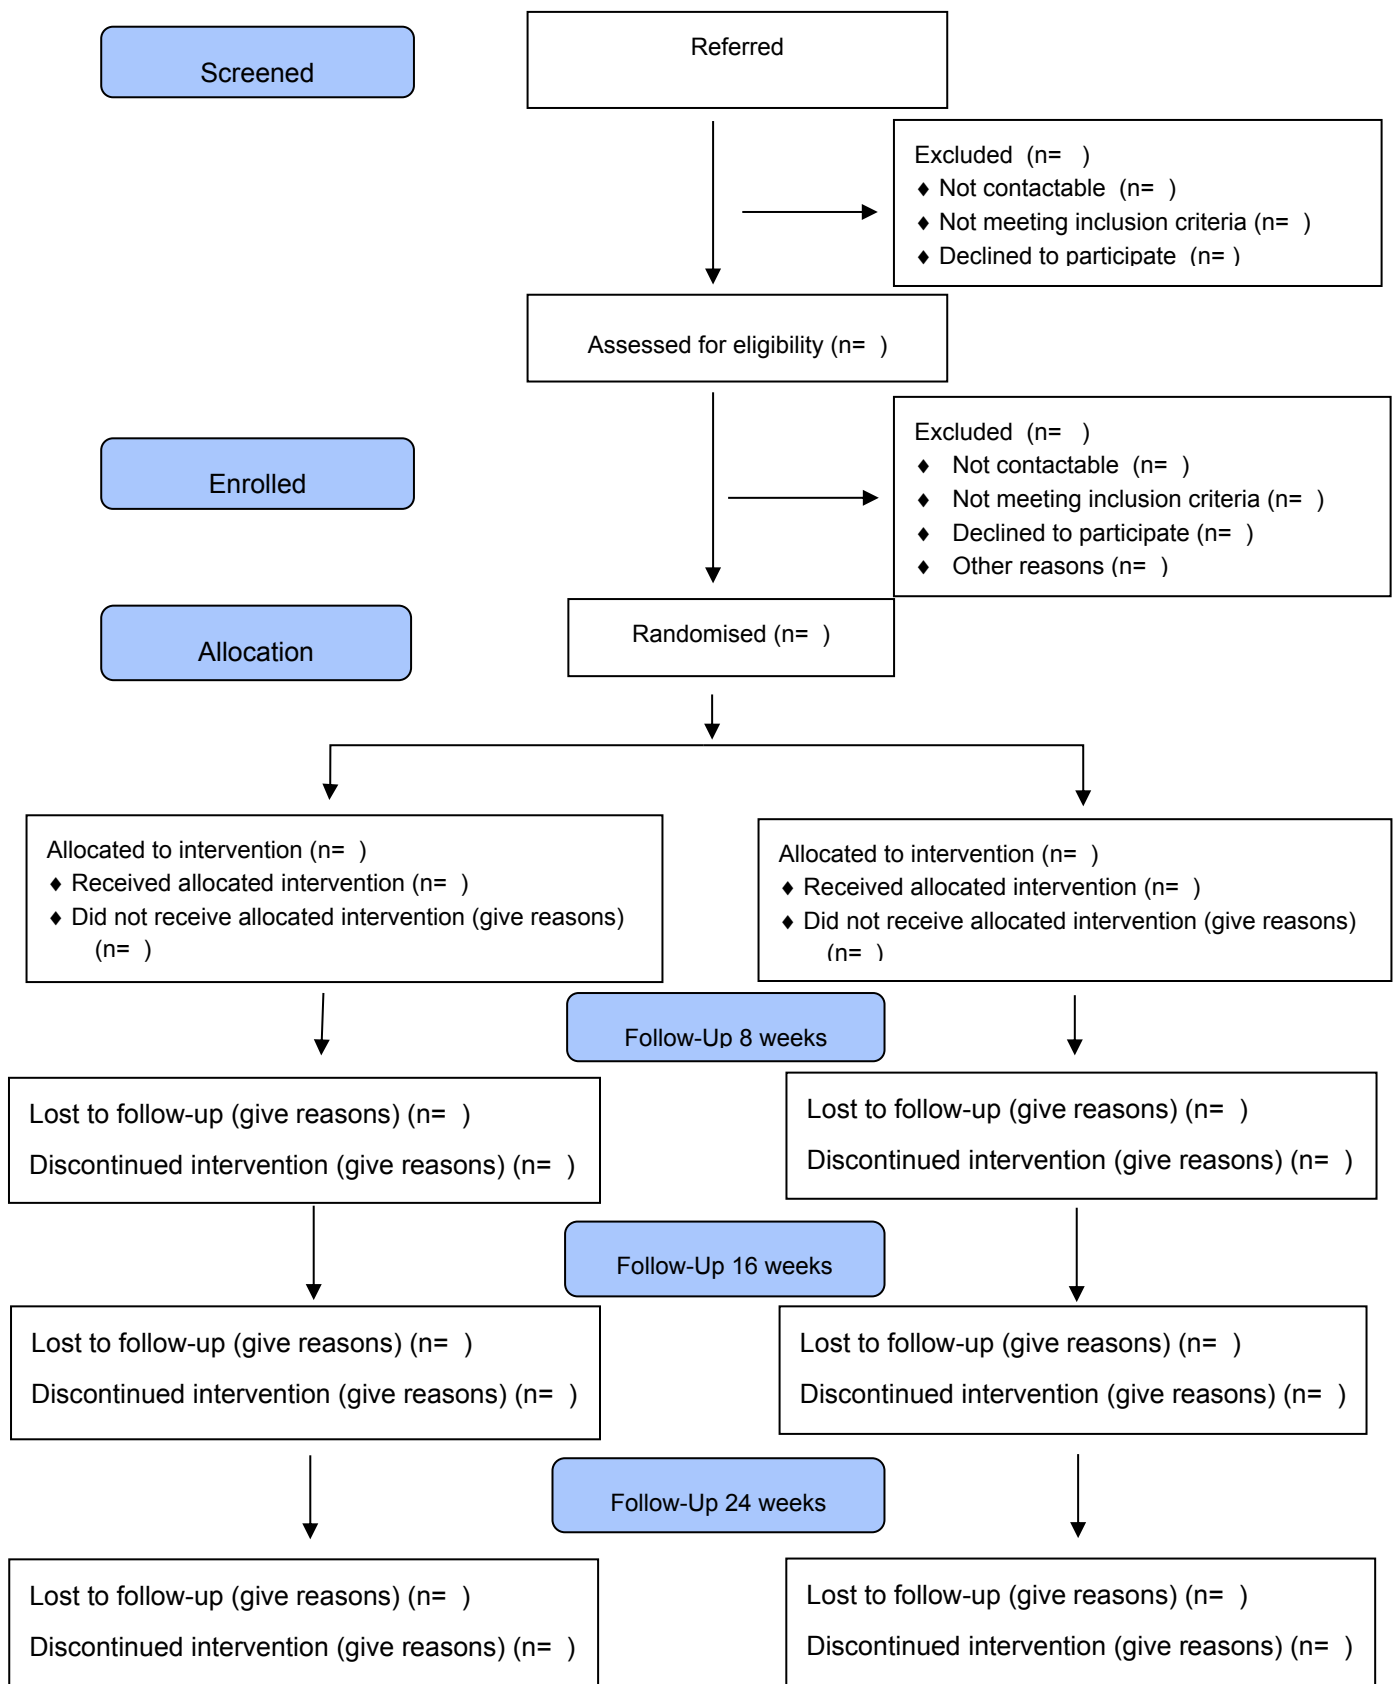 Screened
Referred
Excluded  (n=   )
♦ Not contactable  (n=  )
♦ Not meeting inclusion criteria (n=  )
♦ Declined to participate  (n= )
Assessed for eligibility (n=  )
Enrolled
Excluded  (n=   )
♦ Not contactable  (n=  )
♦ Not meeting inclusion criteria (n=  )
♦ Declined to participate (n=  )
♦ Other reasons (n=  )
Allocation
Randomised (n=  )
Allocated to intervention (n=  )
♦ Received allocated intervention (n=  )
♦ Did not receive allocated intervention (give reasons)
(n=  )
Allocated to intervention (n=  )
♦ Received allocated intervention (n=  )
♦ Did not receive allocated intervention (give reasons)
(n=  )
Follow-Up 8 weeks
Lost to follow-up (give reasons) (n=  )
Discontinued intervention (give reasons) (n=  )
Lost to follow-up (give reasons) (n=  )
Discontinued intervention (give reasons) (n=  )
Follow-Up 16 weeks
Lost to follow-up (give reasons) (n=  )
Discontinued intervention (give reasons) (n=  )
Lost to follow-up (give reasons) (n=  )
Discontinued intervention (give reasons) (n=  )
Follow-Up 24 weeks
Lost to follow-up (give reasons) (n=  )
Discontinued intervention (give reasons) (n=  )
Lost to follow-up (give reasons) (n=  )
Discontinued intervention (give reasons) (n=  )